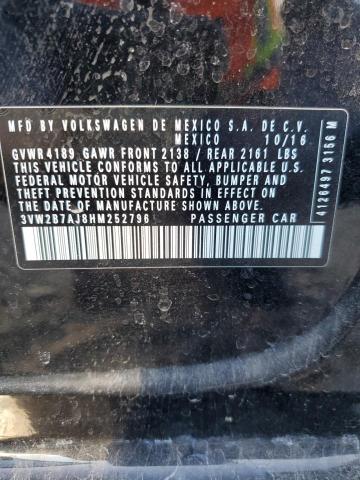 MFD BY VOLKSWAGEN DE MEXICO S.A. DE C.V.
MEXICO 10/16
GVWR 4189 GAWR FRONT 2138 / REAR 2161 LBS
THIS VEHICLE CONFORMS TO ALL APPLICABLE U.S.
FEDERAL MOTOR VEHICLE SAFETY, BUMPER AND
THEFT PREVENTION STANDARDS IN EFFECT ON THE
DATE OF MANUFACTURE SHOWN ABOVE.
3VW2B7AJ8HM252796 PASSENGER CAR
4126497 3156 M